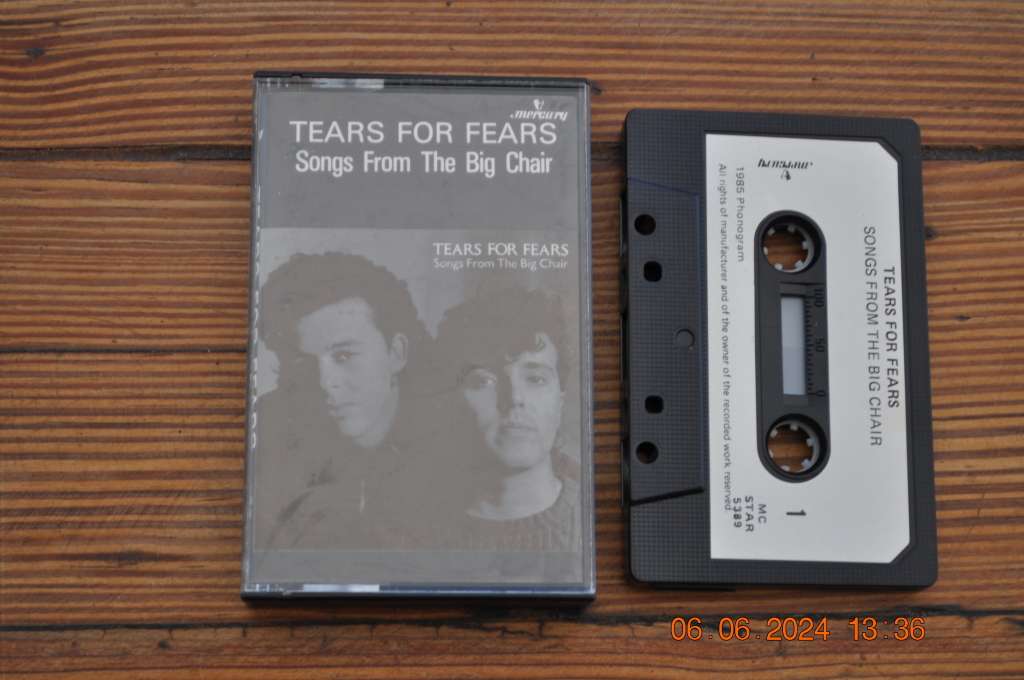 mercury
TEARS FOR FEARS
Songs From The Big Chair
TEARS FOR FEARS
Songs From The Big Chair
mercury
1985 Phonogram
All rights of manufacturer and of the owner of the recorded work reserved
TEARS FOR FEARS
SONGS FROM THE BIG CHAIR
100 50 0
1
MC
STAR
5389
06.06.2024 13:36